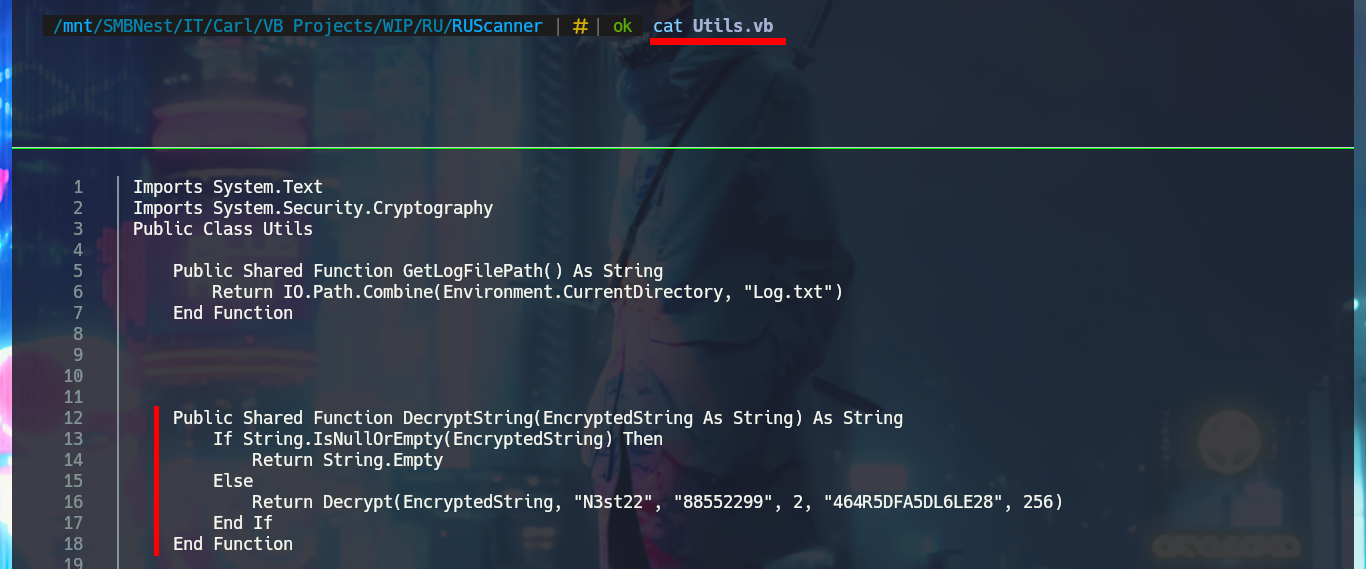 /mnt/SMBNest/IT/Carl/VB Projects/WIP/RU/RUScanner | # | ok cat Utils.vb
1 Imports System.Text
2 Imports System.Security.Cryptography
3 Public Class Utils
4
5 Public Shared Function GetLogFilePath() As String
6 Return IO.Path.Combine(Environment.CurrentDirectory, "Log.txt")
7 End Function
8
9
10
11
12 Public Shared Function DecryptString(EncryptedString As String) As String
13 If String.IsNullOrEmpty(EncryptedString) Then
14 Return String.Empty
15 Else
16 Return Decrypt(EncryptedString, "N3st22", "88552299", 2, "464R5DFA5DL6LE28", 256)
17 End If
18 End Function
19